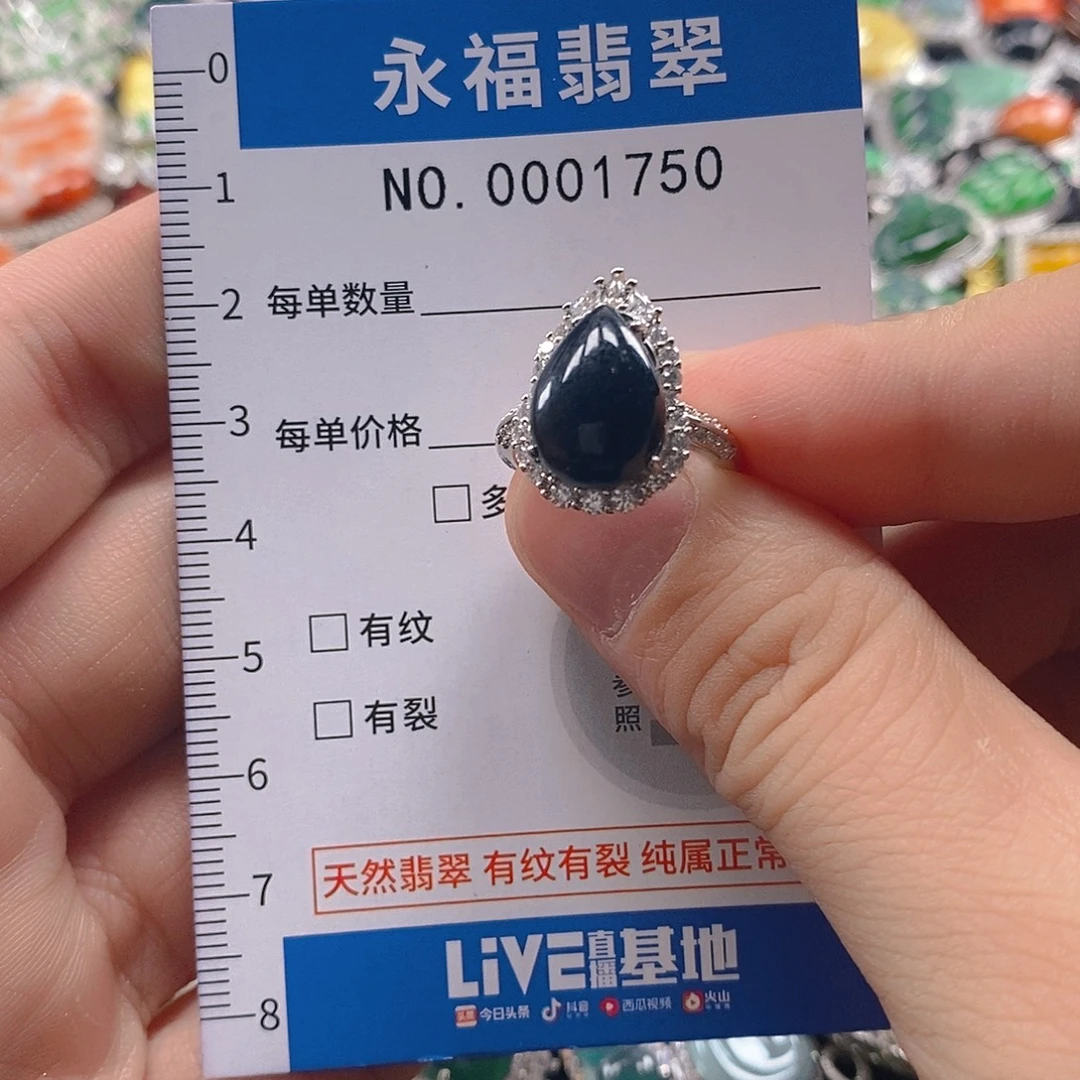 永福翡翠
NO. 0001750
每单数量
每单价格
多
有纹
有裂
参
照
天然翡翠 有纹有裂 纯属正常
LiVE直播基地
今日头条 抖音 西瓜视频 火山
0
1
2
3
4
5
6
7
8